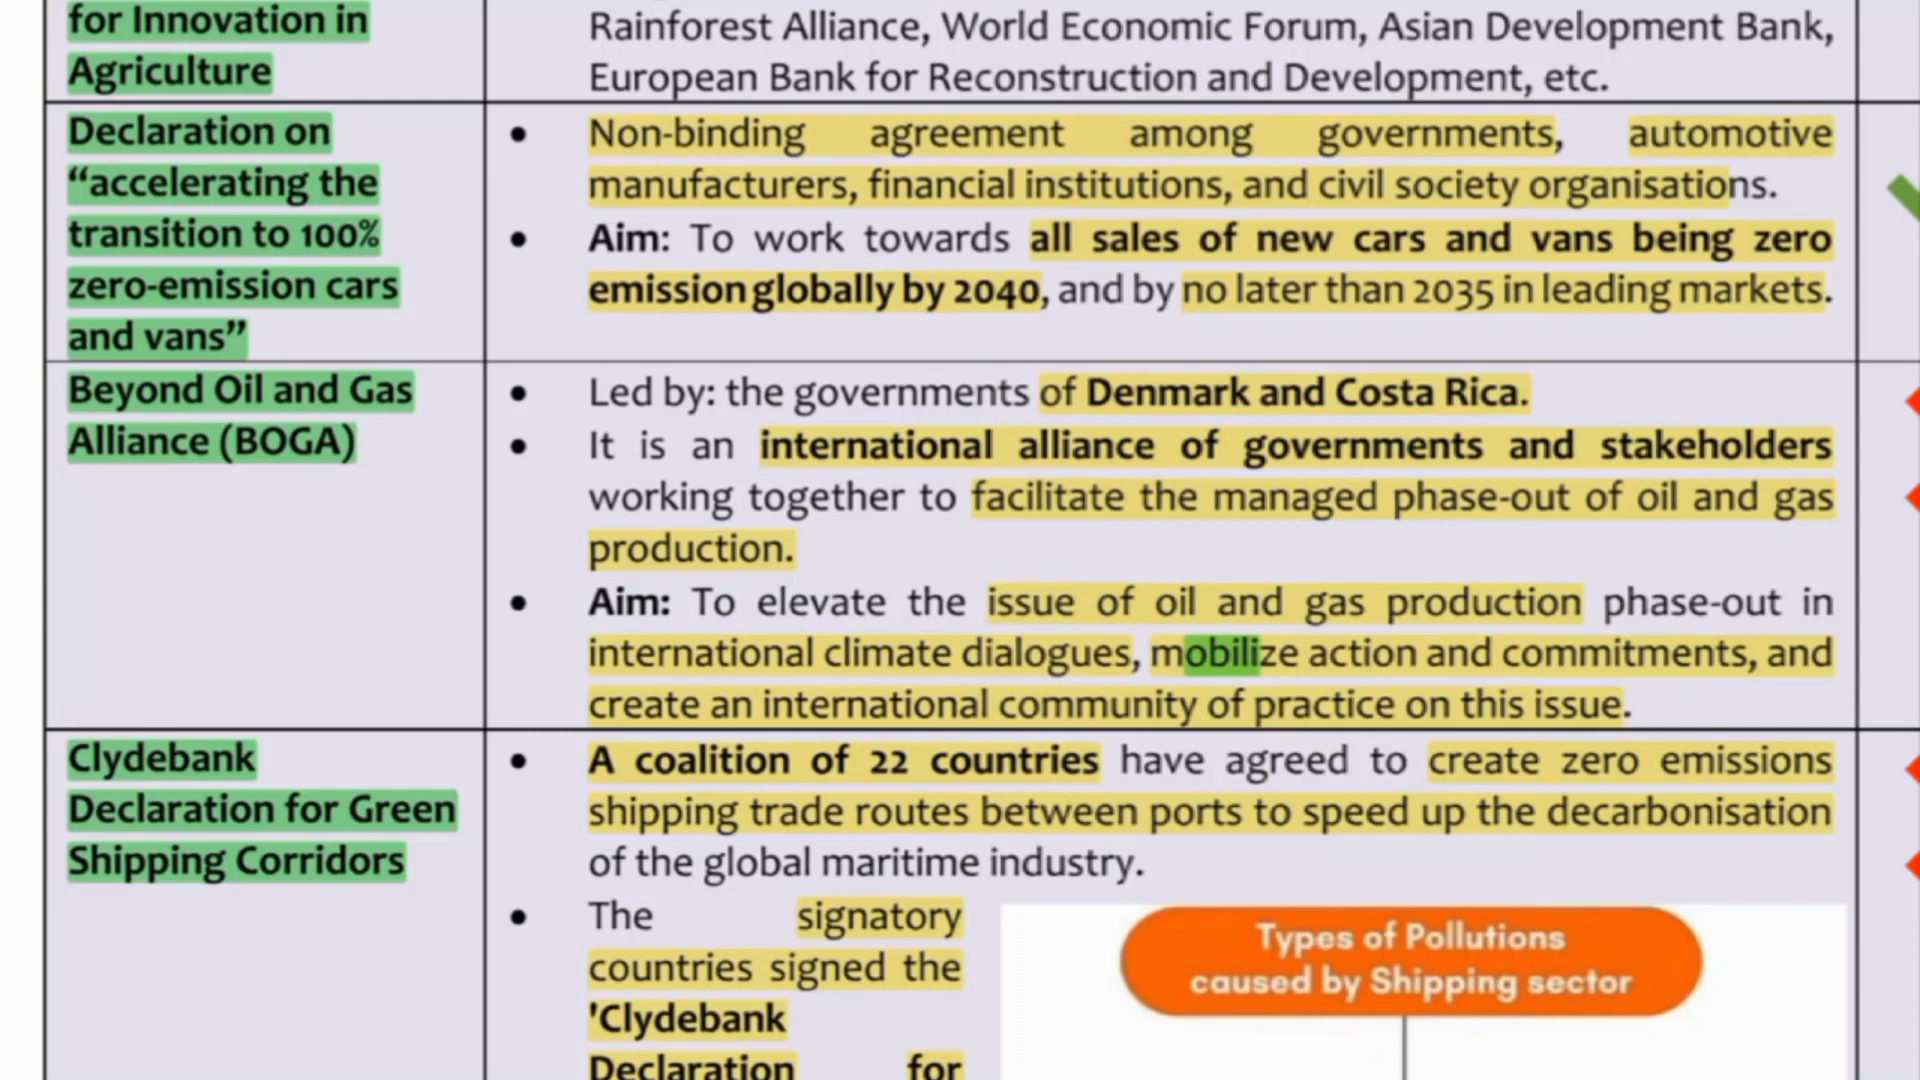 for Innovation in
Agriculture
Rainforest Alliance, World Economic Forum, Asian Development Bank,
European Bank for Reconstruction and Development, etc.
Declaration on
“accelerating the
transition to 100%
zero-emission cars
and vans”
• Non-binding agreement among governments, automotive
manufacturers, financial institutions, and civil society organisations.
• Aim: To work towards all sales of new cars and vans being zero
emission globally by 2040, and by no later than 2035 in leading markets.
Beyond Oil and Gas
Alliance (BOGA)
• Led by: the governments of Denmark and Costa Rica.
• It is an international alliance of governments and stakeholders
working together to facilitate the managed phase-out of oil and gas
production.
• Aim: To elevate the issue of oil and gas production phase-out in
international climate dialogues, mobilize action and commitments, and
create an international community of practice on this issue.
Clydebank
Declaration for Green
Shipping Corridors
• A coalition of 22 countries have agreed to create zero emissions
shipping trade routes between ports to speed up the decarbonisation
of the global maritime industry.
• The signatory
countries signed the
'Clydebank
Declaration for
Types of Pollutions
caused by Shipping sector